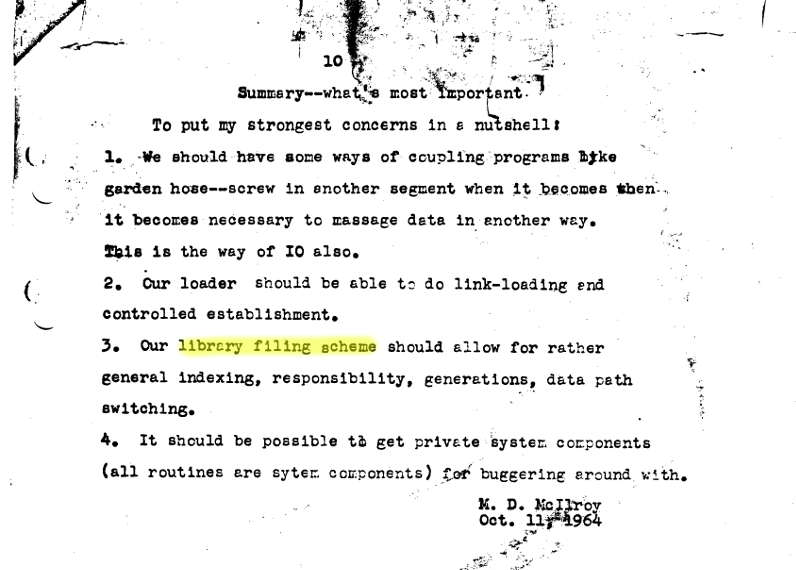 10
Summary--what's most important.
To put my strongest concerns in a nutshell:
1. We should have some ways of coupling programs like
garden hose--screw in another segment when it becomes when
it becomes necessary to massage data in another way.
This is the way of IO also.
2. Our loader should be able to do link-loading and
controlled establishment.
3. Our library filing scheme should allow for rather
general indexing, responsibility, generations, data path
switching.
4. It should be possible to get private system components
(all routines are sytem components) for buggering around with.
M. D. McIlroy
Oct. 11, 1964